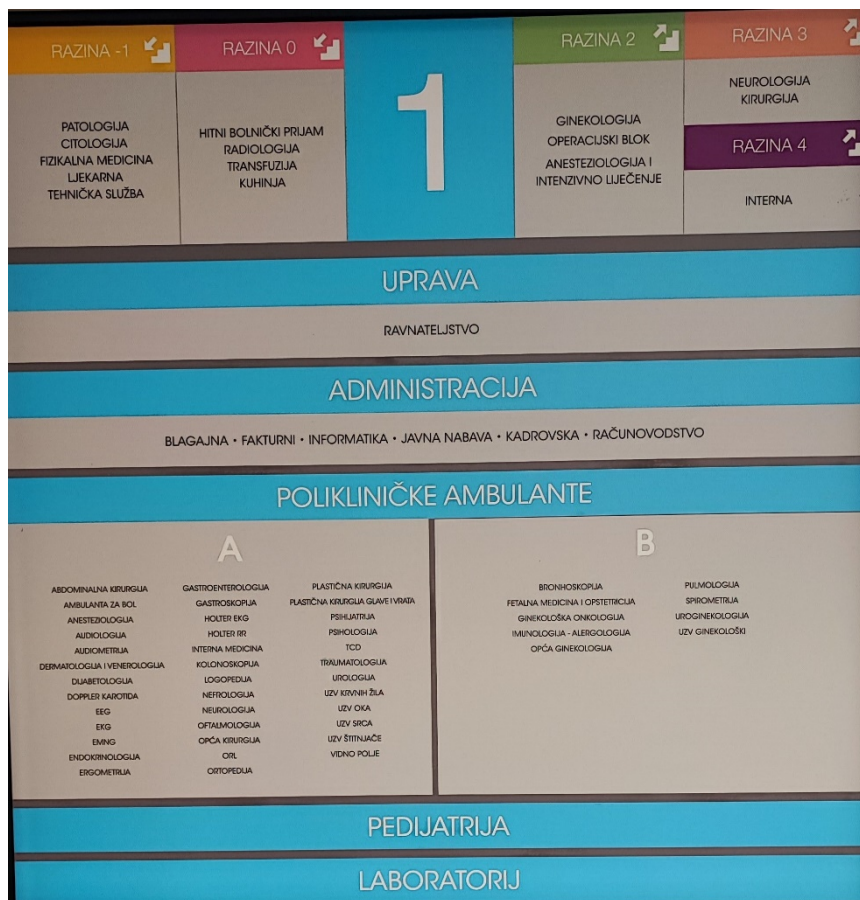 RAZINA -1
PATOLOGIJA
CITOLOGIJA
FIZIKALNA MEDICINA
LJEKARNA
TEHNIČKA SLUŽBA
RAZINA 0
HITNI BOLNIČKI PRIJAM
RADIOLOGIJA
TRANSFUZIJA
KUHINJA
1
RAZINA 2
GINEKOLOGIJA
OPERACIJSKI BLOK
ANESTEZIOLOGIJA I
INTENZIVNO LIJEČENJE
RAZINA 3
NEUROLOGIJA
KIRURGIJA
RAZINA 4
INTERNA
UPRAVA
RAVNATELJSTVO
ADMINISTRACIJA
BLAGAJNA • FAKTURNI • INFORMATIKA • JAVNA NABAVA • KADROVSKA • RAČUNOVODSTVO
POLIKLINIČKE AMBULANTE
A
ABDOMINALNA KIRURGIJA
AMBULANTA ZA BOL
ANESTEZIOLOGIJA
AUDIOLOGIJA
AUDIOMETRIJA
DERMATOLOGIJA I VENEROLOGIJA
DIJABETOLOGIJA
DOPPLER KAROTIDA
EEG
EKG
EMNG
ENDOKRINOLOGIJA
ERGOMETRIJA
GASTROENTEROLOGIJA
GASTROSKOPIJA
HOLTER EKG
HOLTER RR
INTERNA MEDICINA
KOLONOSKOPIJA
LOGOPEDIJA
NEFROLOGIJA
NEUROLOGIJA
OFTALMOLOGIJA
OPĆA KIRURGIJA
ORL
ORTOPEDIJA
PLASTIČNA KIRURGIJA
PLASTIČNA KIRURGIJA GLAVE I VRATA
PSIHIJATRIJA
PSIHOLOGIJA
TCD
TRAUMATOLOGIJA
UROLOGIJA
UZV KRVNIH ŽILA
UZV OKA
UZV SRCA
UZV ŠTITNJAČE
VIDNO POLJE
B
BRONHOSKOPIJA
FETALNA MEDICINA I OPSTETRICIJA
GINEKOLOŠKA ONKOLOGIJA
IMUNOLOGIJA - ALERGOLOGIJA
OPĆA GINEKOLOGIJA
PULMOLOGIJA
SPIROMETRIJA
UROGINEKOLOGIJA
UZV GINEKOLOŠKI
PEDIJATRIJA
LABORATORIJ